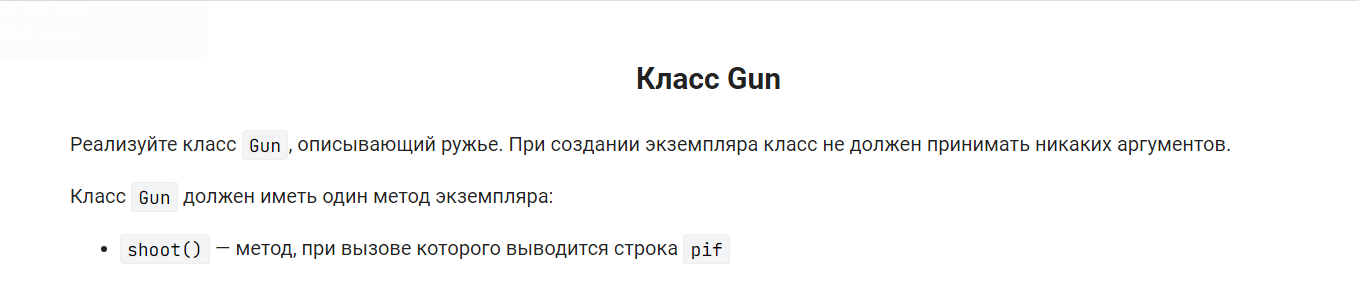 Класс Gun
Реализуйте класс Gun, описывающий ружье. При создании экземпляра класс не должен принимать никаких аргументов.
Класс Gun должен иметь один метод экземпляра:
• shoot() — метод, при вызове которого выводится строка pif